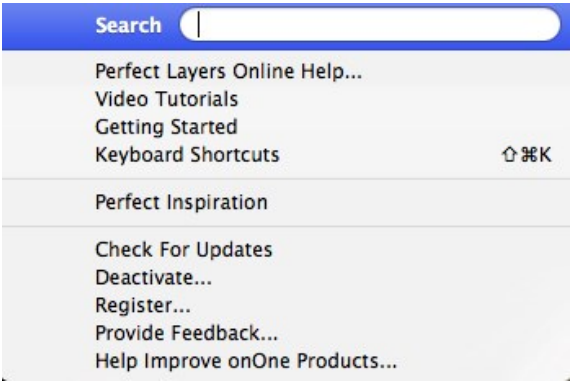 Search
Perfect Layers Online Help...
Video Tutorials
Getting Started
Keyboard Shortcuts ⇧⌘K
Perfect Inspiration
Check For Updates
Deactivate...
Register...
Provide Feedback...
Help Improve onOne Products...